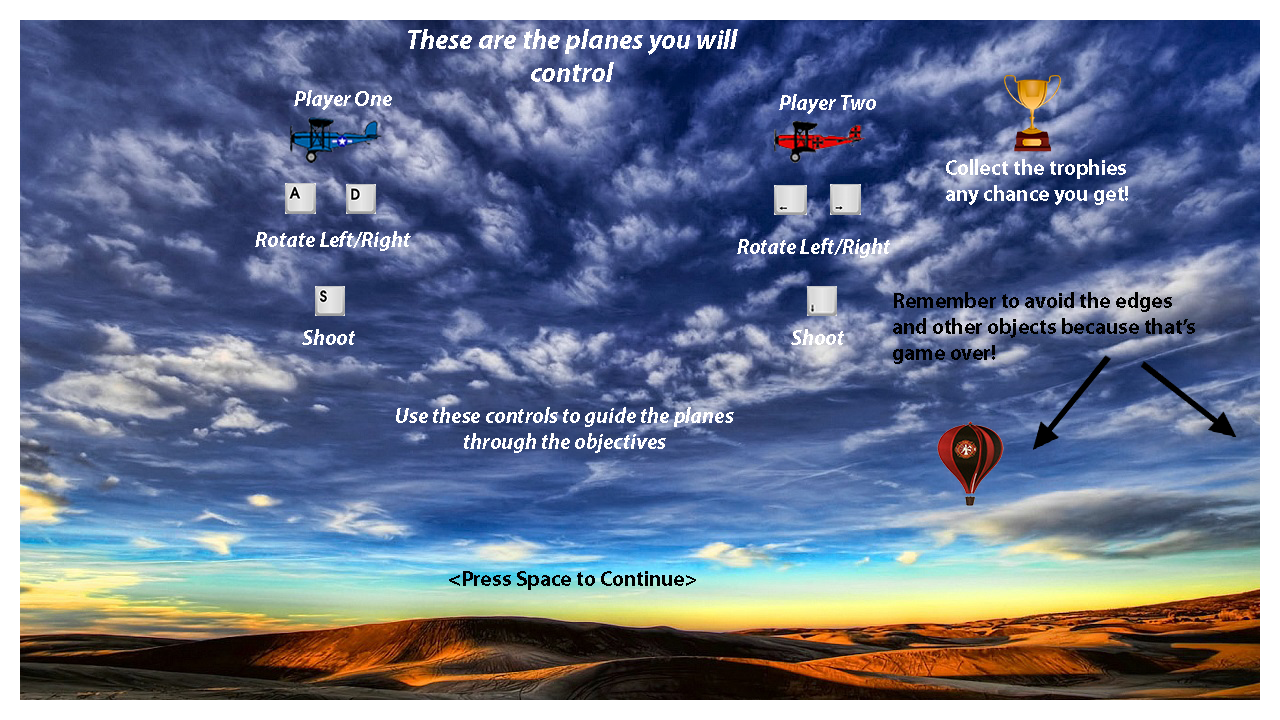 These are the planes you will
control
Player One
Player Two
A
D
←
→
Collect the trophies
any chance you get!
Rotate Left/Right
Rotate Left/Right
S
↓
Shoot
Shoot
Remember to avoid the edges
and other objects because that's
game over!
Use these controls to guide the planes
through the objectives
<Press Space to Continue>